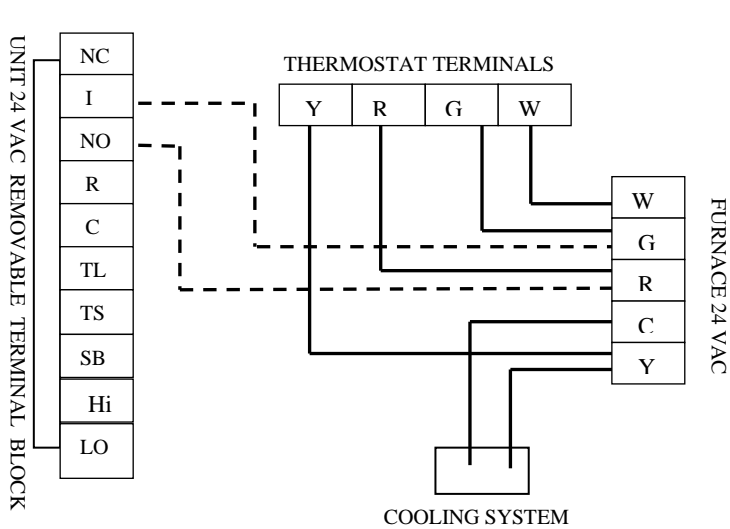 UNIT 24 VAC REMOVABLE TERMINAL BLOCK
NC
I
NO
R
C
TL
TS
SB
Hi
LO
THERMOSTAT TERMINALS
Y R G W
W
G
R
C
Y
FURNACE 24 VAC
COOLING SYSTEM